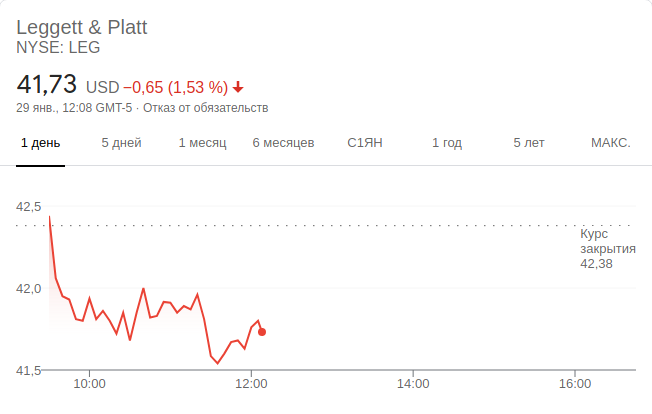 Leggett & Platt
NYSE: LEG
41,73 USD −0,65 (1,53 %)
29 янв., 12:08 GMT-5 · Отказ от обязательств
1 день 5 дней 1 месяц 6 месяцев С1ЯН 1 год 5 лет МАКС.
42,5
Курс
закрытия
42,38
42,0
41,5
10:00 12:00 14:00 16:00